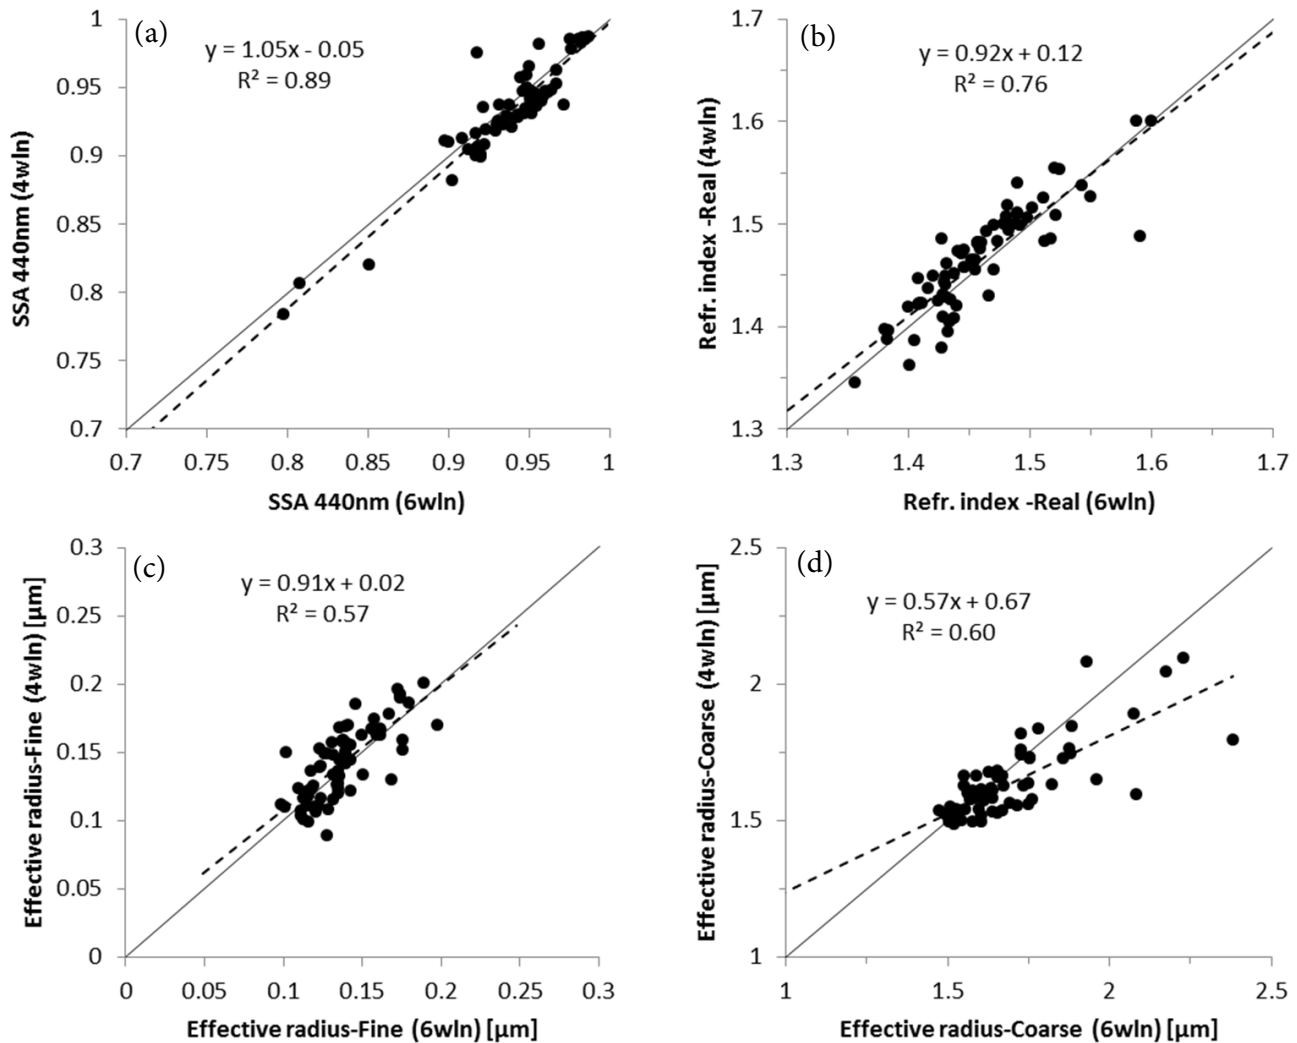 (a)
y = 1.05x - 0.05
R² = 0.89
SSA 440nm (4wln)
1
0.95
0.9
0.85
0.8
0.75
0.7
0.7 0.75 0.8 0.85 0.9 0.95 1
SSA 440nm (6wln)
(b)
y = 0.92x + 0.12
R² = 0.76
Refr. index -Real (4wln)
1.7
1.6
1.5
1.4
1.3
1.3 1.4 1.5 1.6 1.7
Refr. index -Real (6wln)
(c)
y = 0.91x + 0.02
R² = 0.57
Effective radius-Fine (4wln) [µm]
0.3
0.25
0.2
0.15
0.1
0.05
0
0 0.05 0.1 0.15 0.2 0.25 0.3
Effective radius-Fine (6wln) [µm]
(d)
y = 0.57x + 0.67
R² = 0.60
Effective radius-Coarse (4wln) [µm]
2.5
2
1.5
1
1 1.5 2 2.5
Effective radius-Coarse (6wln) [µm]